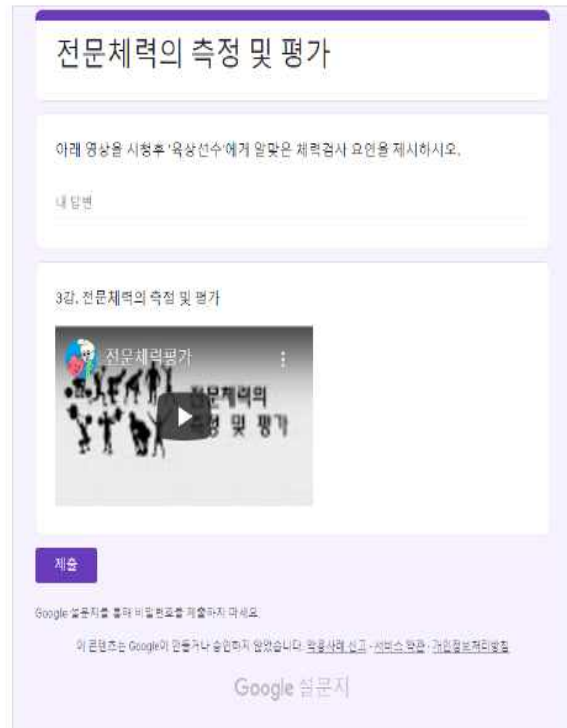 전문체력의 측정 및 평가
아래 영상을 시청후 '육상선수'에게 알맞은 체력검사 요인을 제시하시오.
내 답변
3강. 전문체력의 측정 및 평가
전문체력평가
전문체력의
측정 및 평가
제출
Google 설문지를 통해 비밀번호를 제출하지 마세요.
이 콘텐츠는 Google이 만들거나 승인하지 않았습니다. 악용사례 신고 - 서비스 약관 - 개인정보처리방침
Google 설문지